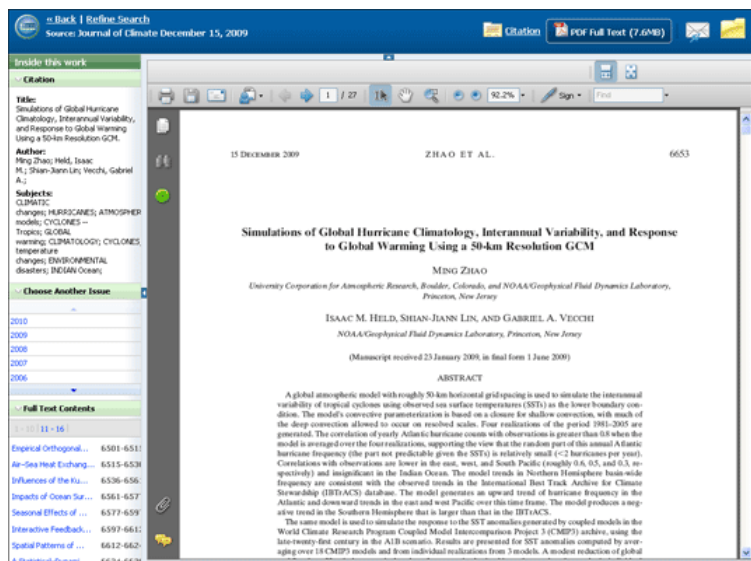 « Back | Refine Search
Source: Journal of Climate December 15, 2009
Citation
PDF Full Text (7.6MB)
Inside this work
Citation
Title:
Simulations of Global Hurricane
Climatology, Interannual Variability,
and Response to Global Warming
Using a 50-km Resolution GCM.
Author:
Ming Zhao; Held, Isaac
M.; Shian-Jiann Lin; Vecchi, Gabriel
A.;
Subjects:
CLIMATIC
changes; HURRICANES; ATMOSPHER
models; CYCLONES --
Tropics; GLOBAL
warming; CLIMATOLOGY; CYCLONES
temperature
changes; ENVIRONMENTAL
disasters; INDIAN Ocean;
Choose Another Issue
2010
2009
2008
2007
2006
Full Text Contents
1 - 10 | 11 - 16 |
Empirical Orthogonal... 6501-651
Air-Sea Heat Exchang... 6515-653
Influences of the Ku... 6536-656
Impacts of Ocean Sur... 6561-657
Seasonal Effects of ... 6577-659
Interactive Feedback... 6597-661
Spatial Patterns of ... 6612-662
1 / 27
92.2%
Sign
Find
15 DECEMBER 2009 ZHAO ET AL. 6653
Simulations of Global Hurricane Climatology, Interannual Variability, and Response
to Global Warming Using a 50-km Resolution GCM
MING ZHAO
University Corporation for Atmospheric Research, Boulder, Colorado, and NOAA/Geophysical Fluid Dynamics Laboratory,
Princeton, New Jersey
ISAAC M. HELD, SHIAN-JIANN LIN, AND GABRIEL A. VECCHI
NOAA/Geophysical Fluid Dynamics Laboratory, Princeton, New Jersey
(Manuscript received 23 January 2009, in final form 1 June 2009)
ABSTRACT
A global atmospheric model with roughly 50-km horizontal grid spacing is used to simulate the interannual
variability of tropical cyclones using observed sea surface temperatures (SSTs) as the lower boundary con-
dition. The model's convective parameterization is based on a closure for shallow convection, with much of
the deep convection allowed to occur on resolved scales. Four realizations of the period 1981–2005 are
generated. The correlation of yearly Atlantic hurricane counts with observations is greater than 0.8 when the
model is averaged over the four realizations, supporting the view that the random part of this annual Atlantic
hurricane frequency (the part not predictable given the SSTs) is relatively small (<2 hurricanes per year).
Correlations with observations are lower in the east, west, and South Pacific (roughly 0.6, 0.5, and 0.3, re-
spectively) and insignificant in the Indian Ocean. The model trends in Northern Hemisphere basin-wide
frequency are consistent with the observed trends in the International Best Track Archive for Climate
Stewardship (IBTrACS) database. The model generates an upward trend of hurricane frequency in the
Atlantic and downward trends in the east and west Pacific over this time frame. The model produces a neg-
ative trend in the Southern Hemisphere that is larger than that in the IBTrACS.
The same model is used to simulate the response to the SST anomalies generated by coupled models in the
World Climate Research Program Coupled Model Intercomparison Project 3 (CMIP3) archive, using the
late-twenty-first century in the A1B scenario. Results are presented for SST anomalies computed by aver-
aging over 18 CMIP3 models and from individual realizations from 3 models. A modest reduction of global